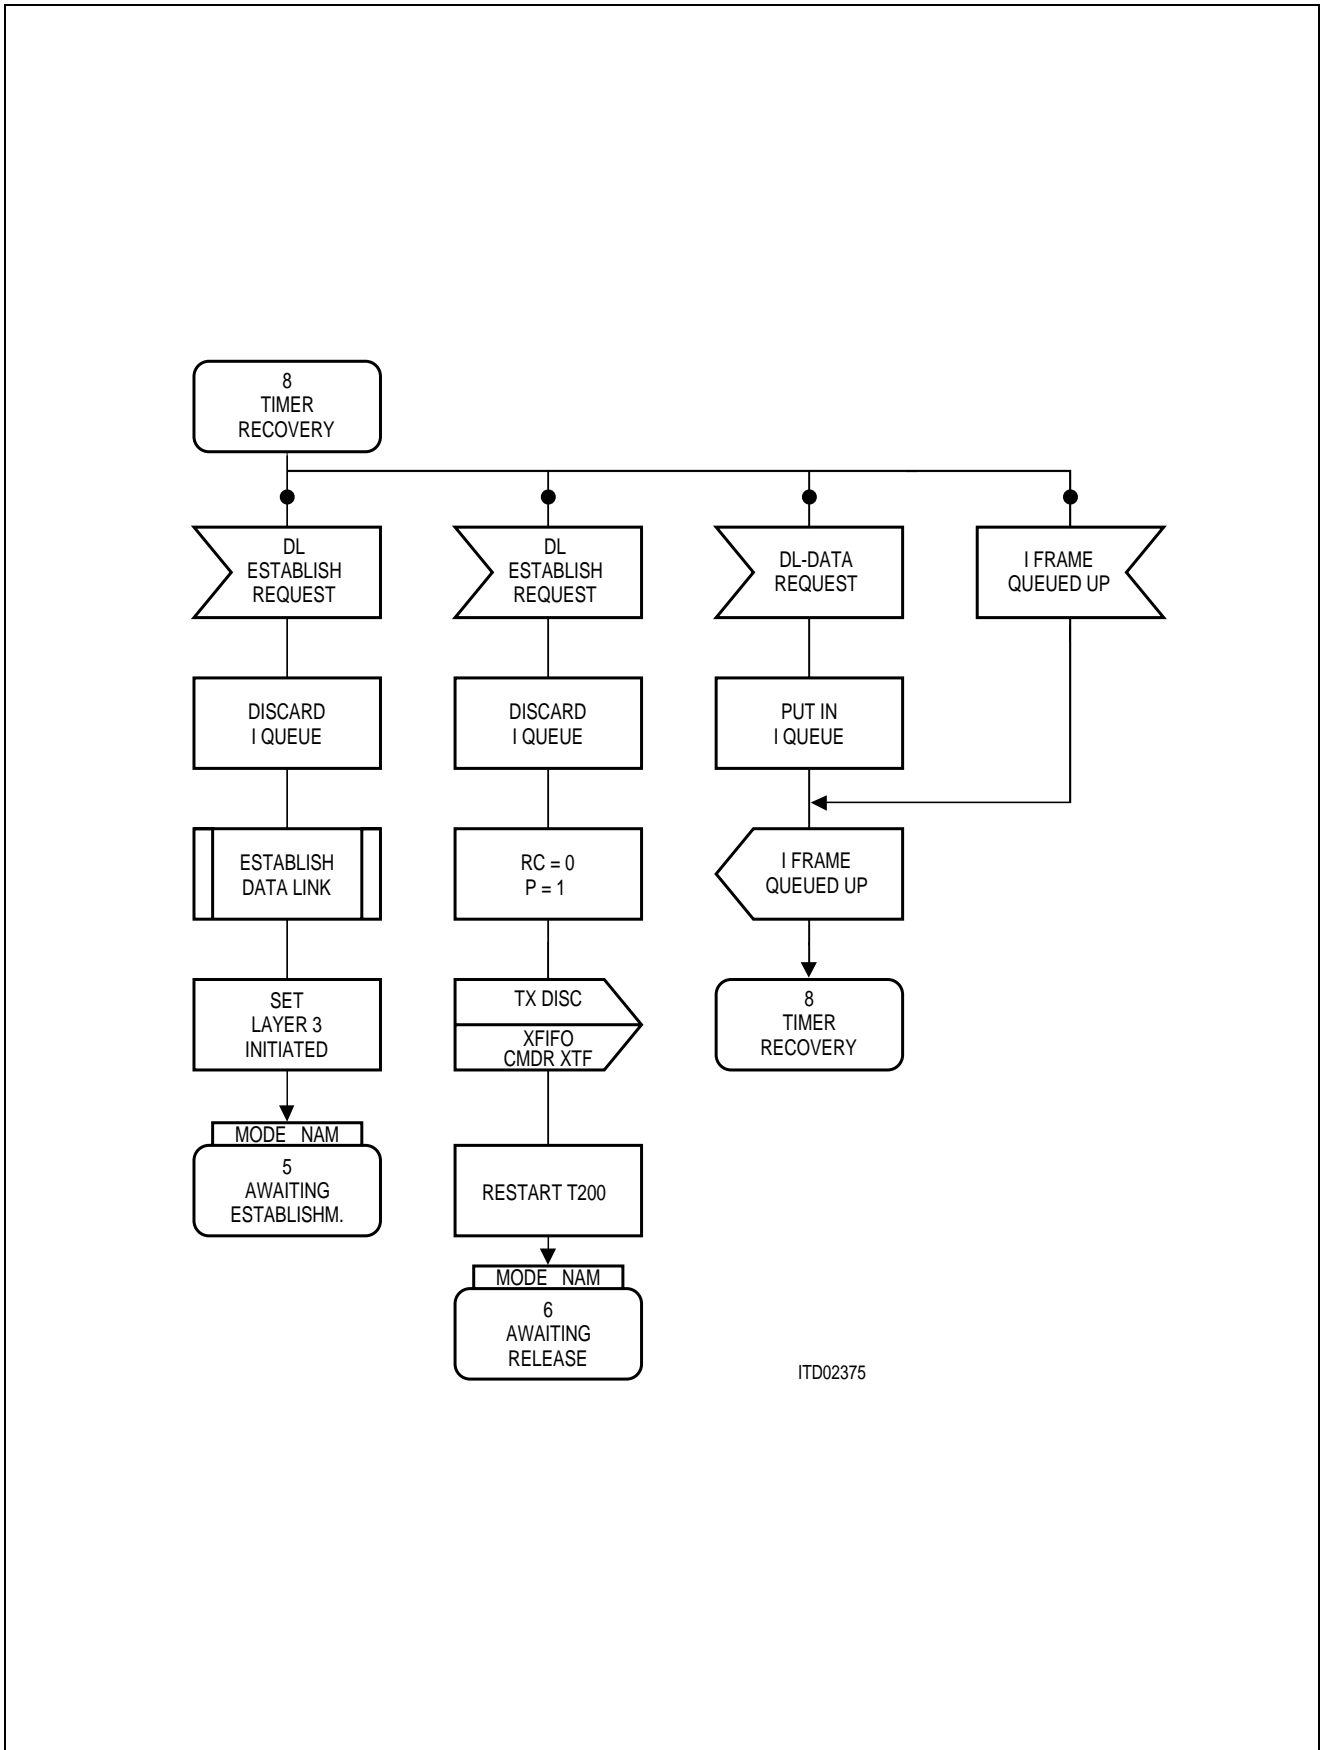 8
TIMER
RECOVERY
DL
ESTABLISH
REQUEST
DL
ESTABLISH
REQUEST
DL-DATA
REQUEST
I FRAME
QUEUED UP
DISCARD
I QUEUE
DISCARD
I QUEUE
PUT IN
I QUEUE
ESTABLISH
DATA LINK
RC = 0
P = 1
I FRAME
QUEUED UP
SET
LAYER 3
INITIATED
TX DISC
XFIFO
CMDR XTF
8
TIMER
RECOVERY
MODE NAM
5
AWAITING
ESTABLISHM.
RESTART T200
MODE NAM
6
AWAITING
RELEASE
ITD02375